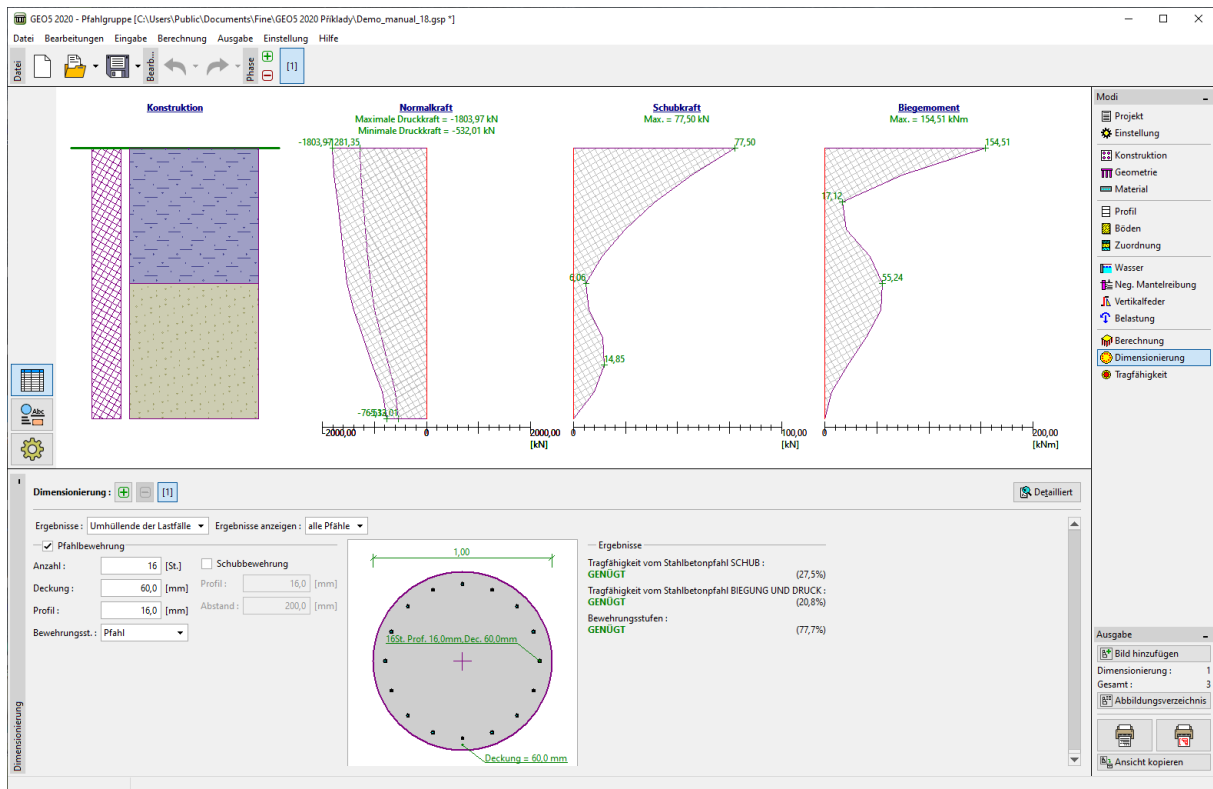 GEO5 2020 - Pfahlgruppe [C:\Users\Public\Documents\Fine\GEO5 2020 Příklady\Demo_manual_18.gsp *]
Datei Bearbeitungen Eingabe Berechnung Ausgabe Einstellung Hilfe
Datei
Bearb...
Phase
[1]
Konstruktion
Normalkraft
Maximale Druckkraft = -1803,97 kN
Minimale Druckkraft = -532,01 kN
Schubkraft
Max. = 77,50 kN
Biegemoment
Max. = 154,51 kNm
77,50
154,51
17,12
6,06
55,24
14,85
-2000,00 0 2000,00
[kN]
0 100,00
[kN]
0 200,00
[kNm]
Modi
Projekt
Einstellung
Konstruktion
Geometrie
Material
Profil
Böden
Zuordnung
Wasser
Neg. Mantelreibung
Vertikalfeder
Belastung
Berechnung
Dimensionierung
Tragfähigkeit
Abc
Dimensionierung : [1]
Detailliert
Ergebnisse : Umhüllende der Lastfälle Ergebnisse anzeigen : alle Pfähle
Pfahlbewehrung
Anzahl : 16 [St.]
Deckung : 60,0 [mm]
Profil : 16,0 [mm]
Bewehrungsst. : Pfahl
Schubbewehrung
Profil : 16,0 [mm]
Abstand : 200,0 [mm]
1,00
16St. Prof. 16,0mm,Dec. 60,0mm
Deckung = 60,0 mm
Ergebnisse
Tragfähigkeit vom Stahlbetonpfahl SCHUB :
GENÜGT (27,5%)
Tragfähigkeit vom Stahlbetonpfahl BIEGUNG UND DRUCK :
GENÜGT (20,8%)
Bewehrungsstufen :
GENÜGT (77,7%)
Dimensionierung
Ausgabe
Bild hinzufügen
Dimensionierung : 1
Gesamt : 3
Abbildungsverzeichnis
Ansicht kopieren